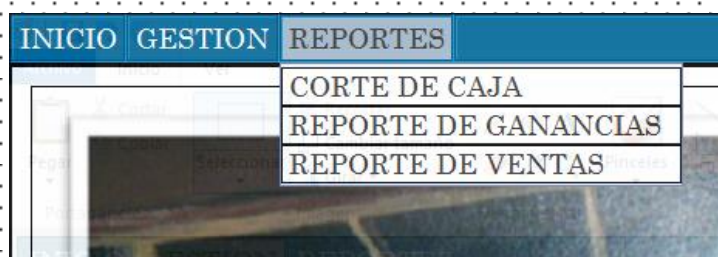 INICIO GESTION REPORTES
CORTE DE CAJA
REPORTE DE GANANCIAS
REPORTE DE VENTAS